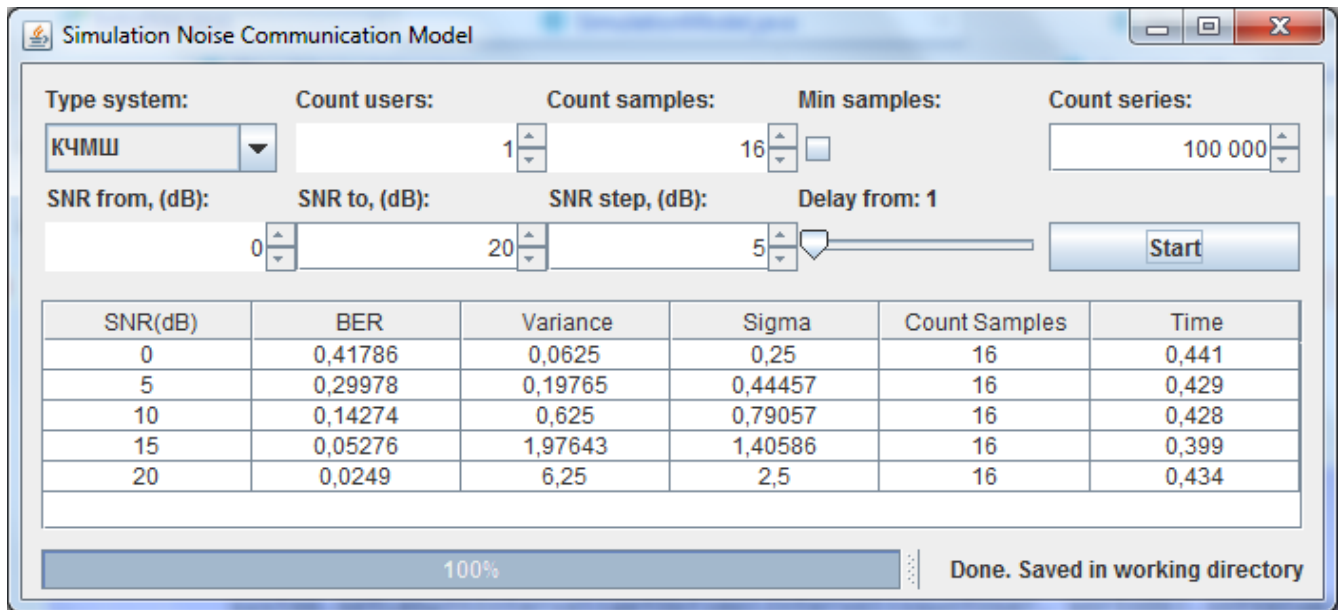 Simulation Noise Communication Model
Type system: Count users: Count samples: Min samples: Count series:
КЧМШ 1 16 100 000
SNR from, (dB): SNR to, (dB): SNR step, (dB): Delay from: 1
0 20 5 Start
SNR(dB) BER Variance Sigma Count Samples Time
0 0,41786 0,0625 0,25 16 0,441
5 0,29978 0,19765 0,44457 16 0,429
10 0,14274 0,625 0,79057 16 0,428
15 0,05276 1,97643 1,40586 16 0,399
20 0,0249 6,25 2,5 16 0,434
100% Done. Saved in working directory